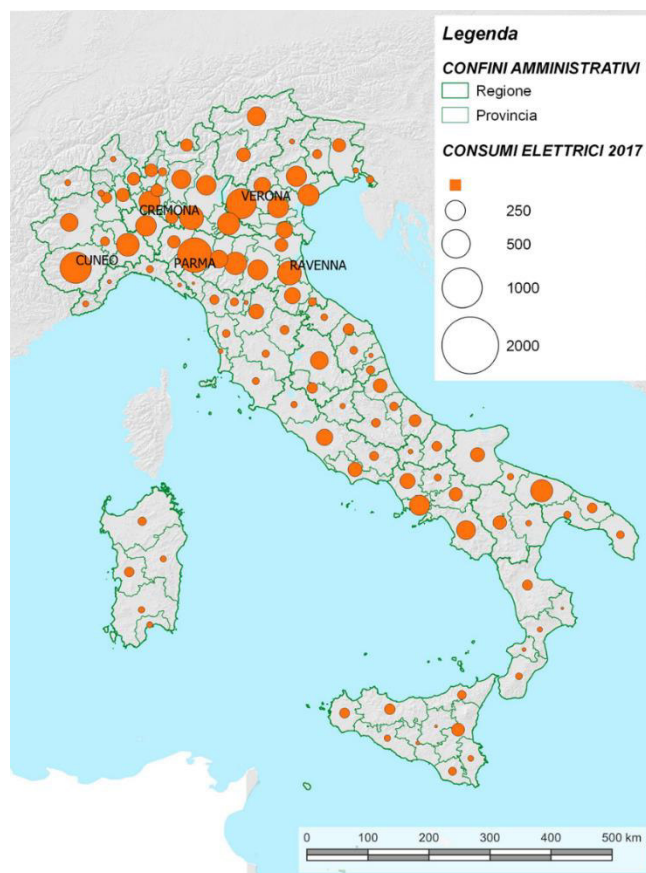 Legenda
CONFINI AMMINISTRATIVI
Regione
Provincia
CONSUMI ELETTRICI 2017
250
500
1000
2000
VERONA
CREMONA
CUNEO
PARMA
RAVENNA
0 100 200 300 400 500 km